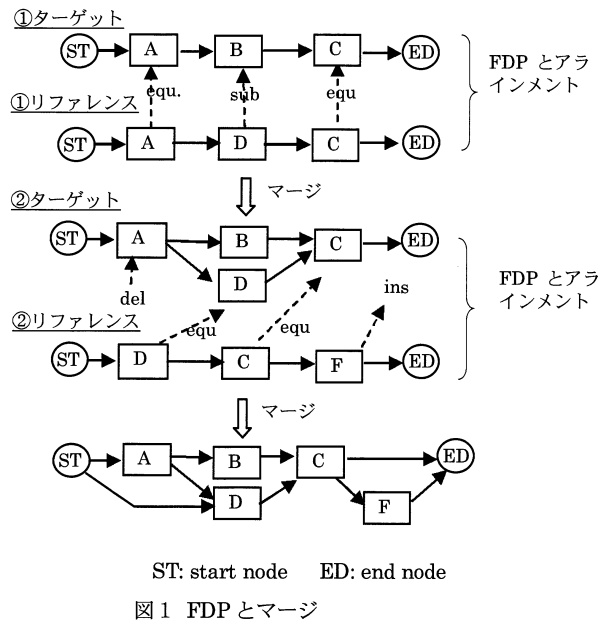 ①ターゲット
ST A B C ED
FDP とアラ
インメント
equ. sub equ
①リファレンス
ST A D C ED
マージ
②ターゲット
ST A B C ED
D
FDP とアラ
インメント
del ins
②リファレンス
equ equ
ST D C F ED
マージ
ST A B C ED
D F
ST: start node ED: end node
図１ FDP とマージ